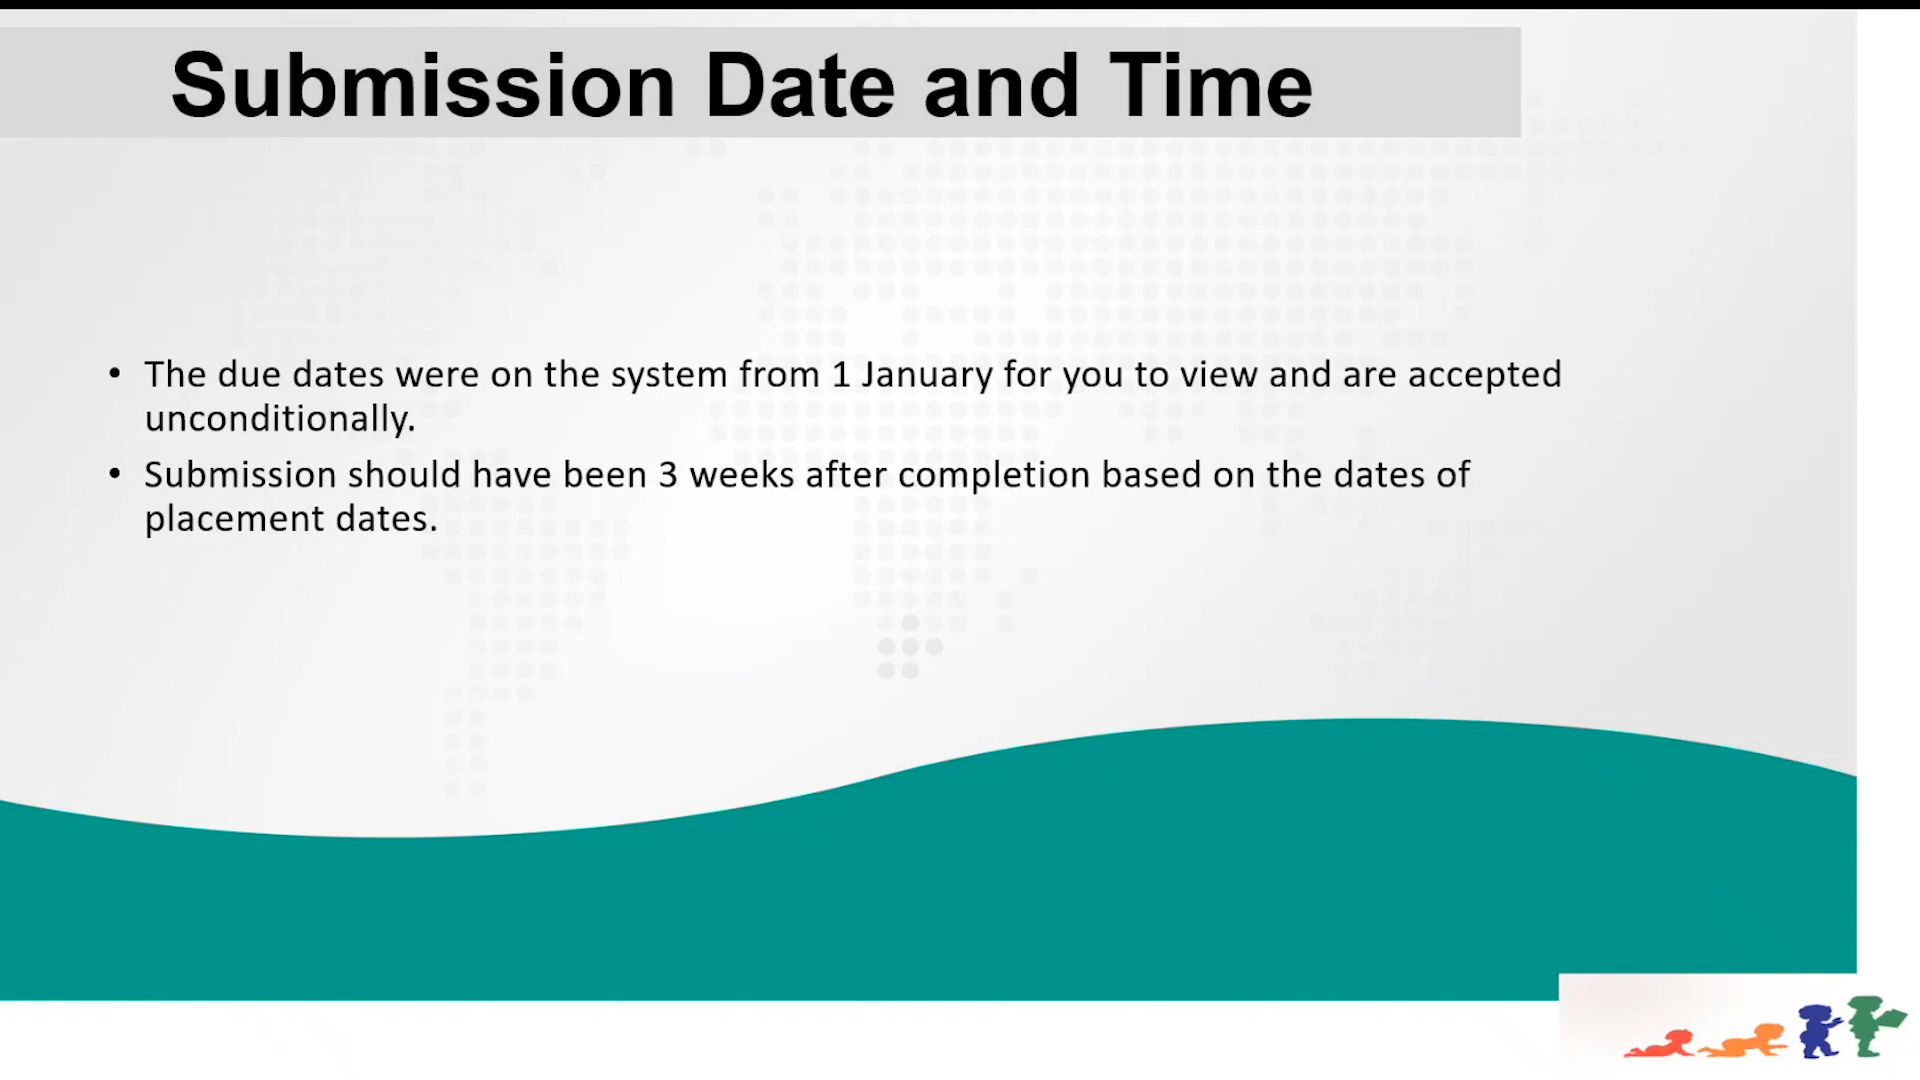 Submission Date and Time
• The due dates were on the system from 1 January for you to view and are accepted
unconditionally.
• Submission should have been 3 weeks after completion based on the dates of
placement dates.